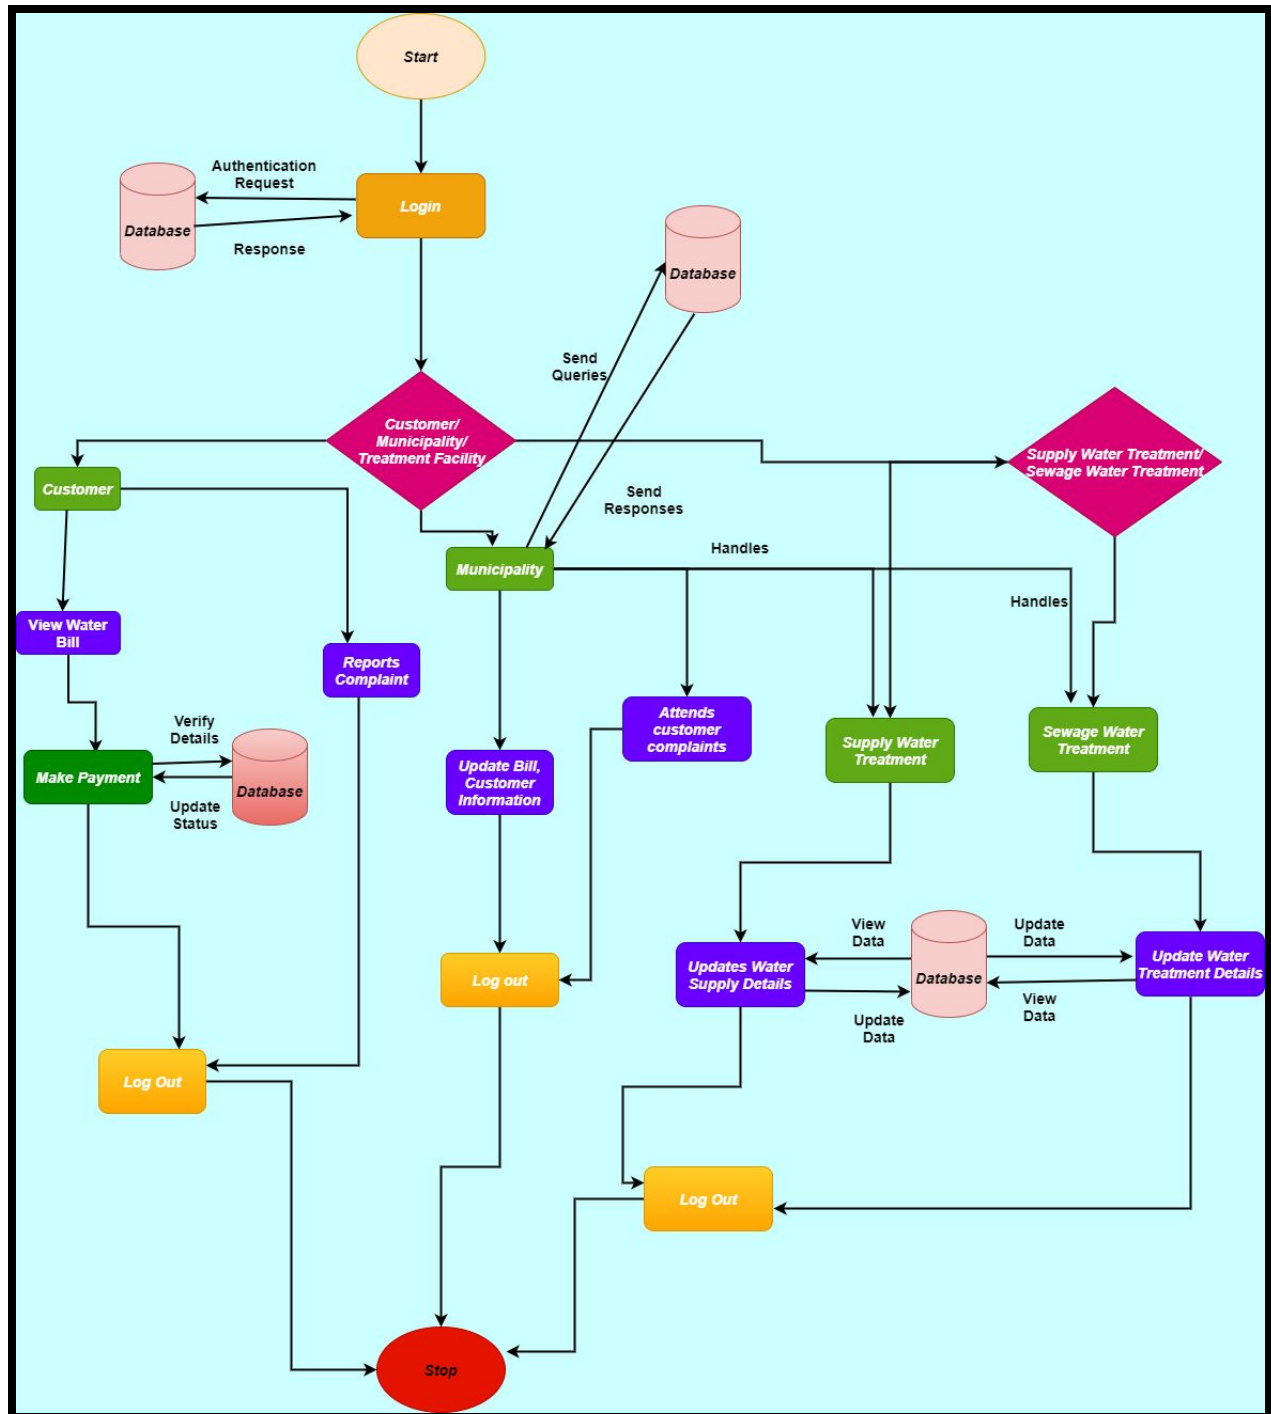 Start
Authentication
Request
Login
Database
Response
Database
Send
Queries
Customer/
Municipality/
Treatment Facility
Supply Water Treatment/
Sewage Water Treatment
Customer
Send
Responses
Handles
Municipality
Handles
View Water
Bill
Reports
Complaint
Attends
customer
complaints
Supply Water
Treatment
Sewage Water
Treatment
Verify
Details
Make Payment
Database
Update
Status
Update Bill,
Customer
Information
View
Data
Update
Data
Log out
Updates Water
Supply Details
Database
Update Water
Treatment Details
Update
Data
View
Data
Log Out
Log Out
Stop